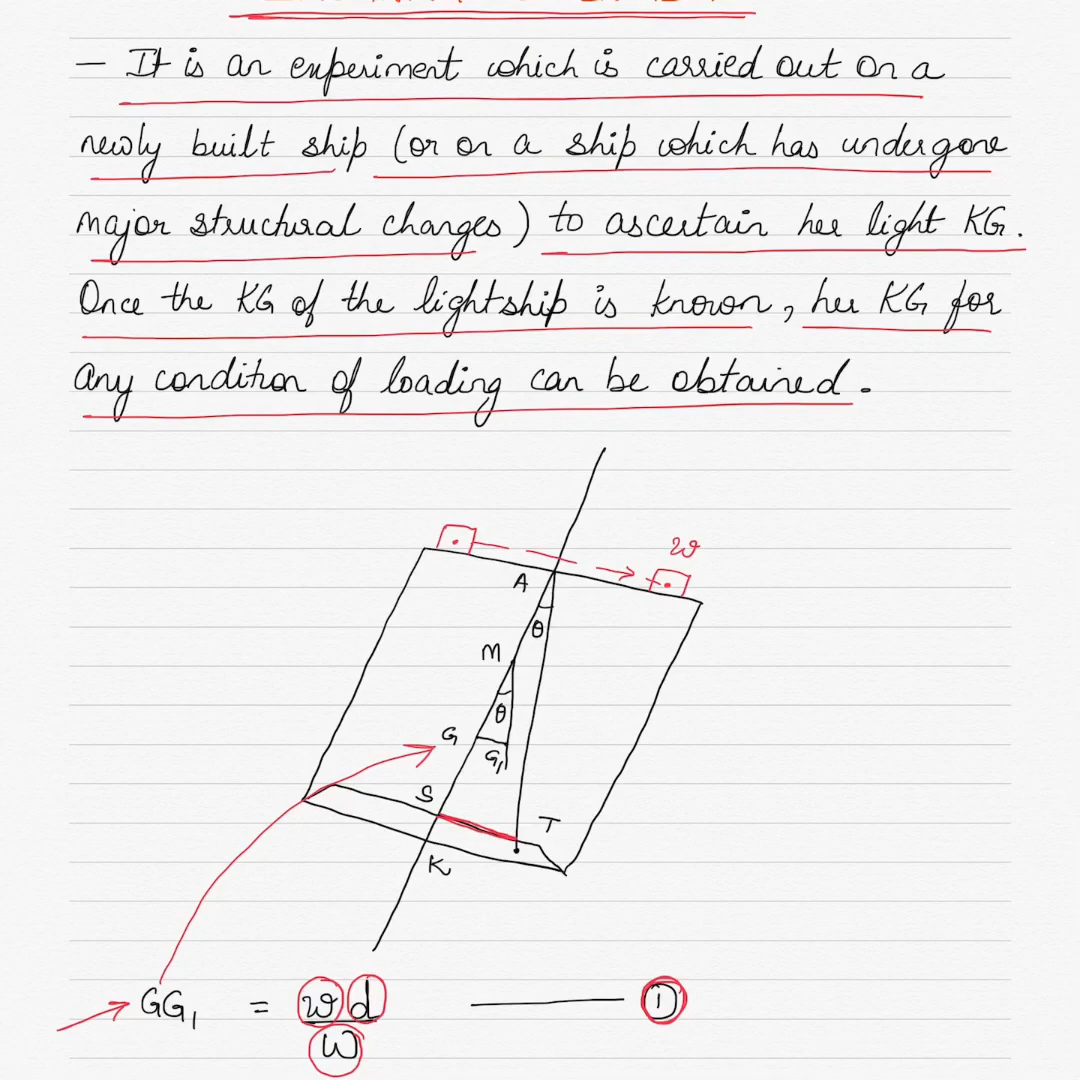 — It is an experiment which is carried out on a
newly built ship (or on a ship which has undergone
major structural changes) to ascertain her light KG.
Once the KG of the lightship is known, her KG for
any condition of loading can be obtained.
w
A
θ
M
θ
G
G₁
S
T
K
GG₁ = wd / W ——— ①